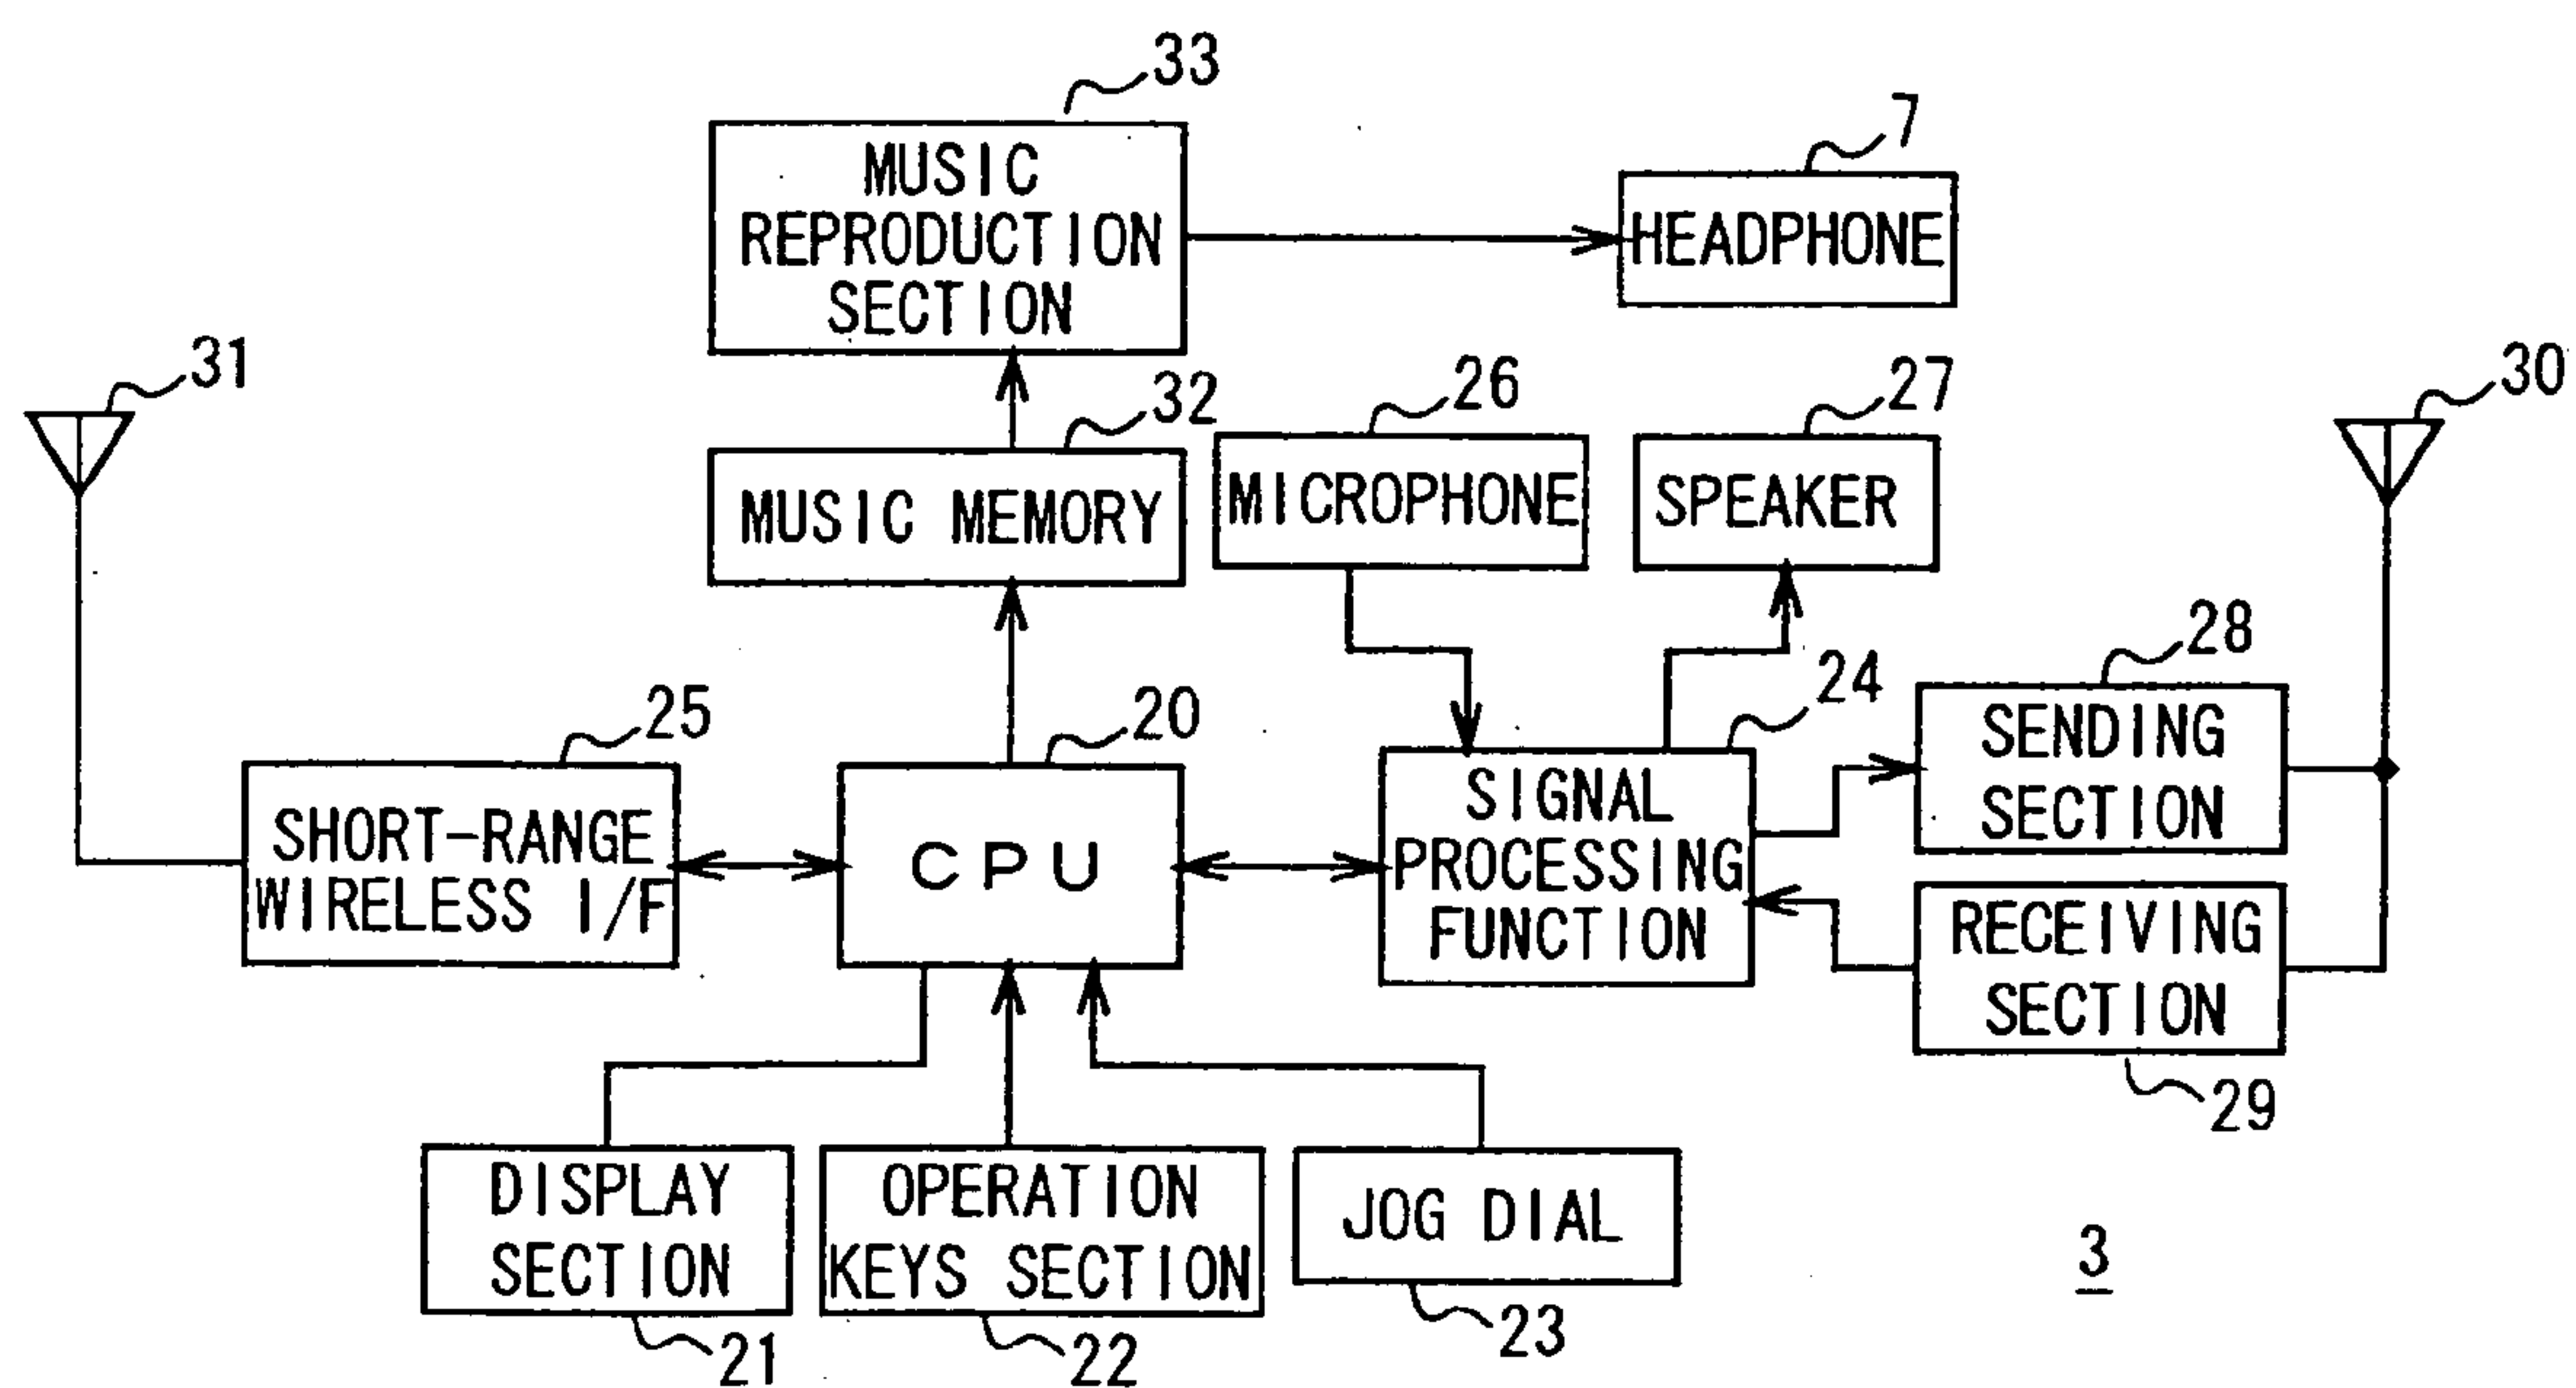 33
MUSIC
REPRODUCTION
SECTION
7
HEADPHONE
31
32
MUSIC MEMORY
26
MICROPHONE
27
SPEAKER
30
25
SHORT-RANGE
WIRELESS I/F
20
CPU
24
SIGNAL
PROCESSING
FUNCTION
28
SENDING
SECTION
RECEIVING
SECTION
29
DISPLAY
SECTION
21
OPERATION
KEYS SECTION
22
JOG DIAL
23
3